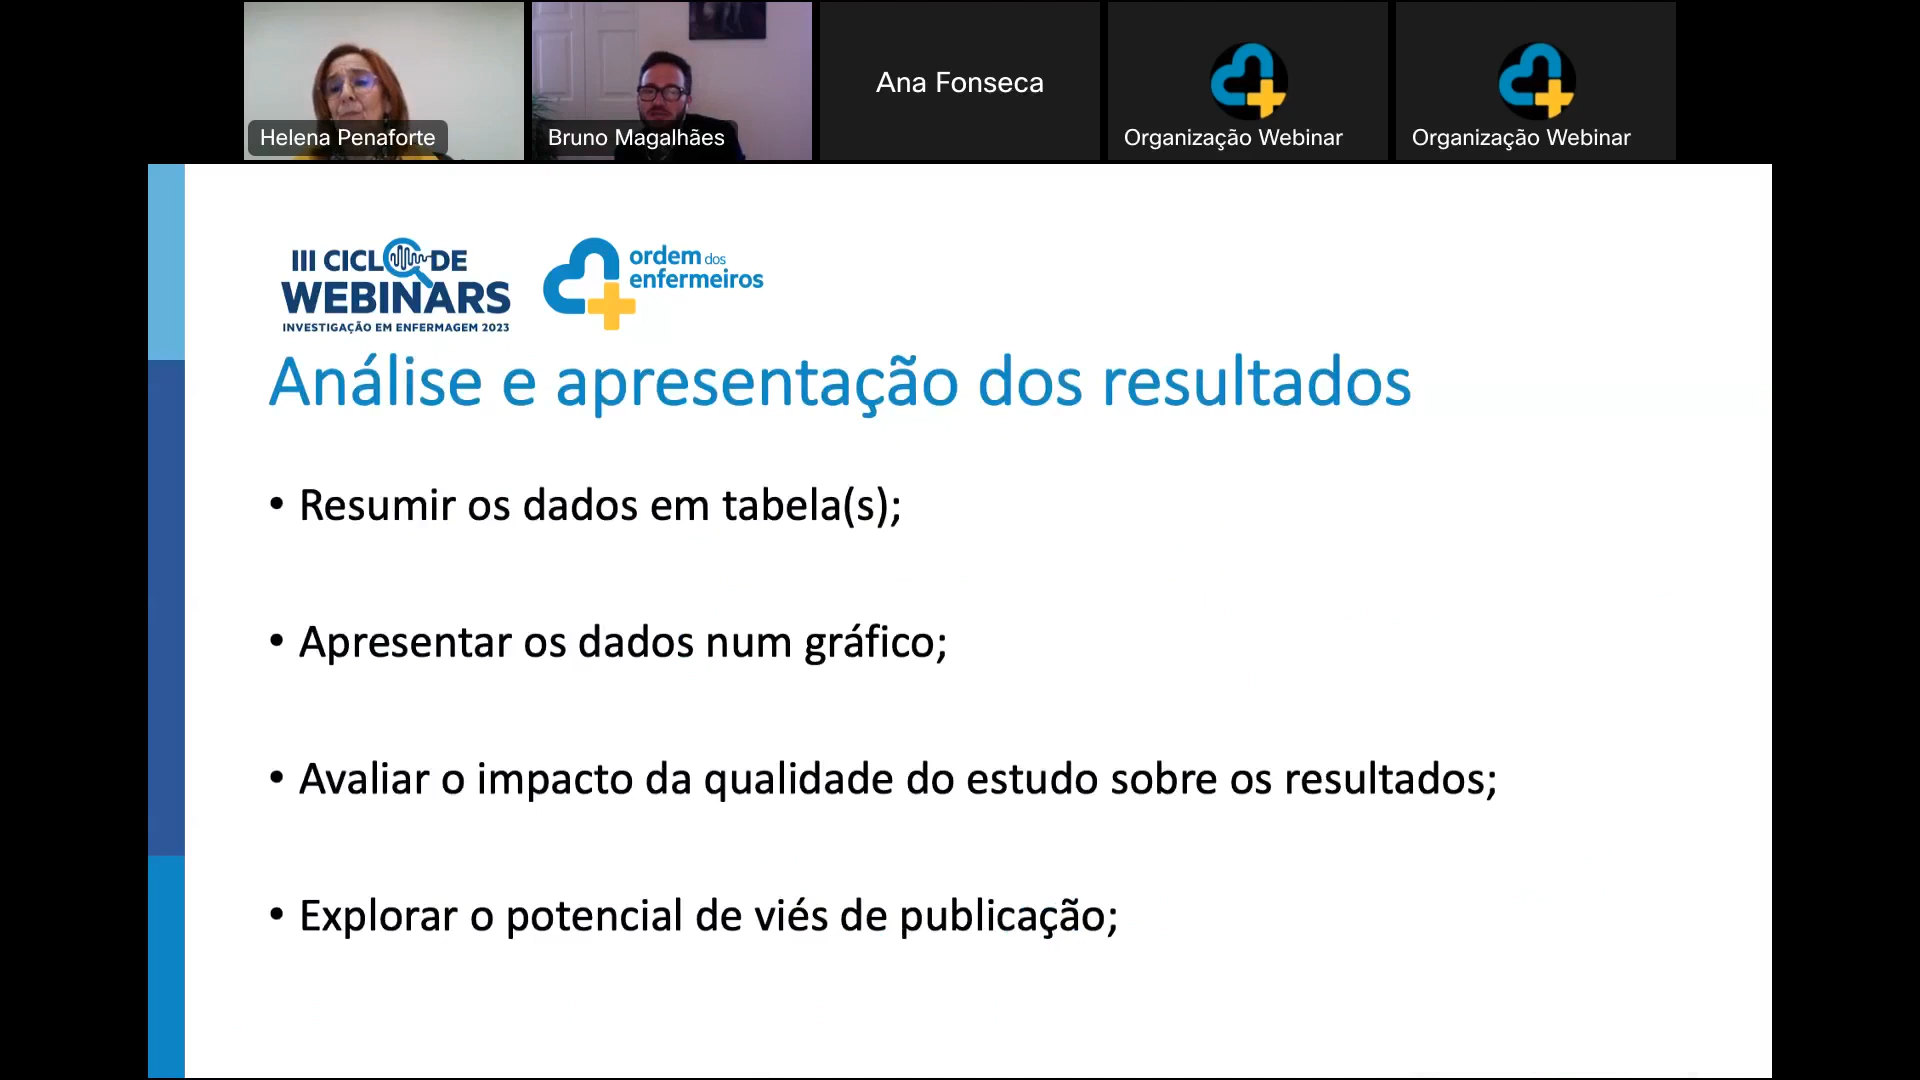 Helena Penaforte
Bruno Magalhães
Ana Fonseca
Organização Webinar
Organização Webinar
III CICLO DE
WEBINARS
INVESTIGAÇÃO EM ENFERMAGEM 2023
ordem dos
enfermeiros
Análise e apresentação dos resultados
• Resumir os dados em tabela(s);
• Apresentar os dados num gráfico;
• Avaliar o impacto da qualidade do estudo sobre os resultados;
• Explorar o potencial de viés de publicação;